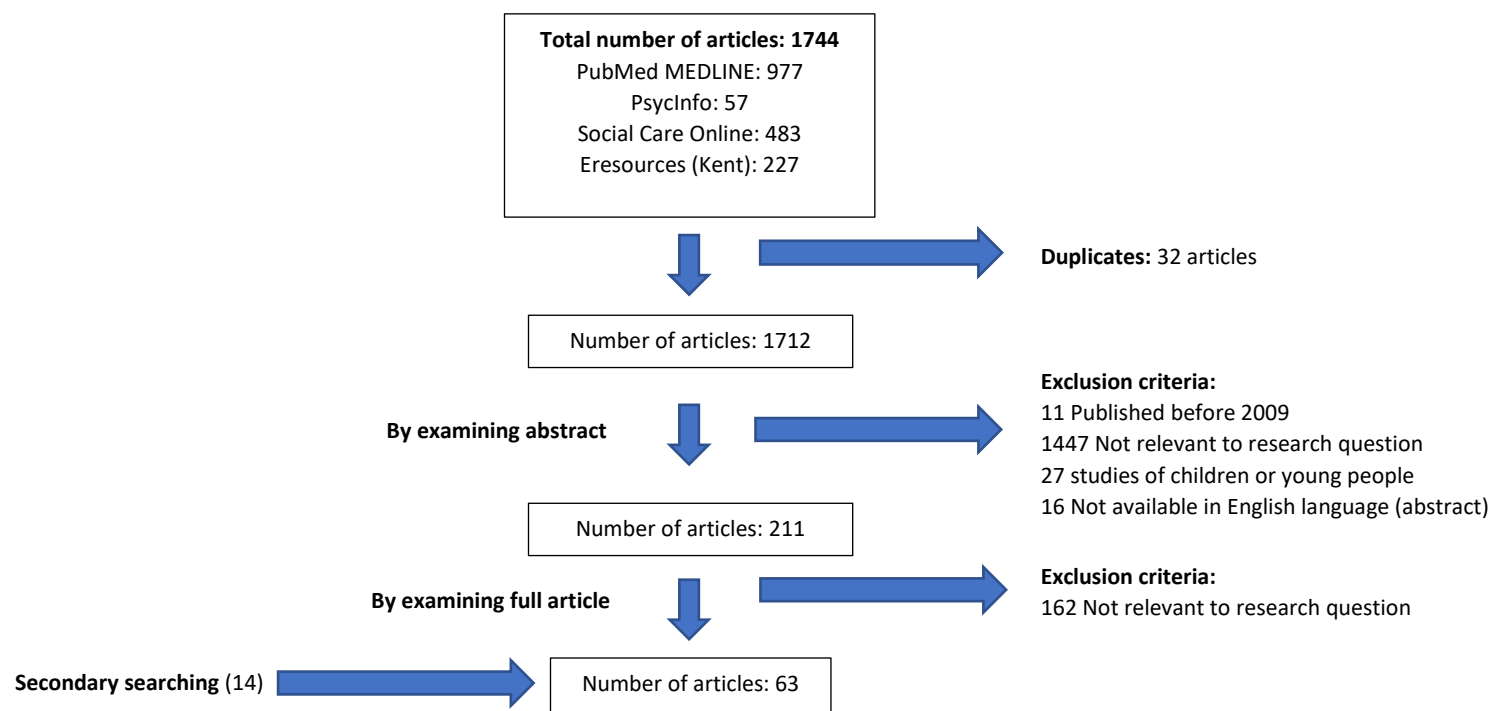 Total number of articles: 1744
PubMed MEDLINE: 977
PsycInfo: 57
Social Care Online: 483
Eresources (Kent): 227
Duplicates: 32 articles
Number of articles: 1712
By examining abstract
Exclusion criteria:
11 Published before 2009
1447 Not relevant to research question
27 studies of children or young people
16 Not available in English language (abstract)
Number of articles: 211
By examining full article
Exclusion criteria:
162 Not relevant to research question
Secondary searching (14)
Number of articles: 63